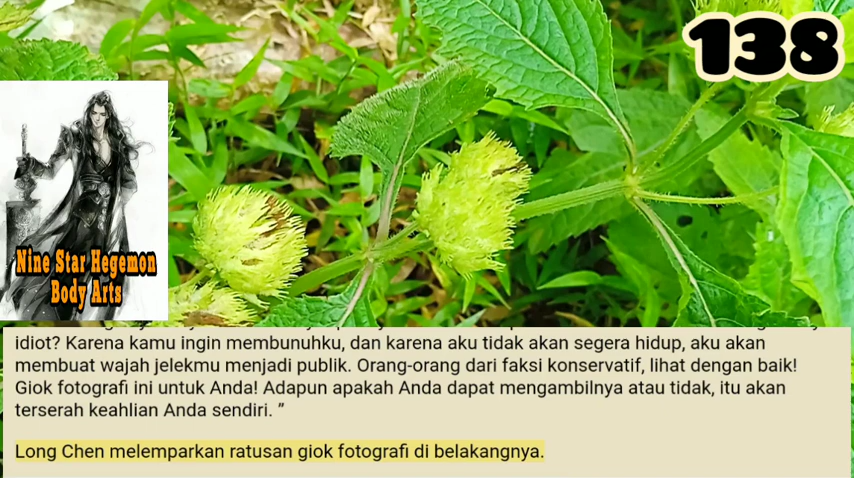 138
Nine Star Hegemon
Body Arts
idiot? Karena kamu ingin membunuhku, dan karena aku tidak akan segera hidup, aku akan
membuat wajah jelekmu menjadi publik. Orang-orang dari faksi konservatif, lihat dengan baik!
Giok fotografi ini untuk Anda! Adapun apakah Anda dapat mengambilnya atau tidak, itu akan
terserah keahlian Anda sendiri. ”
Long Chen melemparkan ratusan giok fotografi di belakangnya.